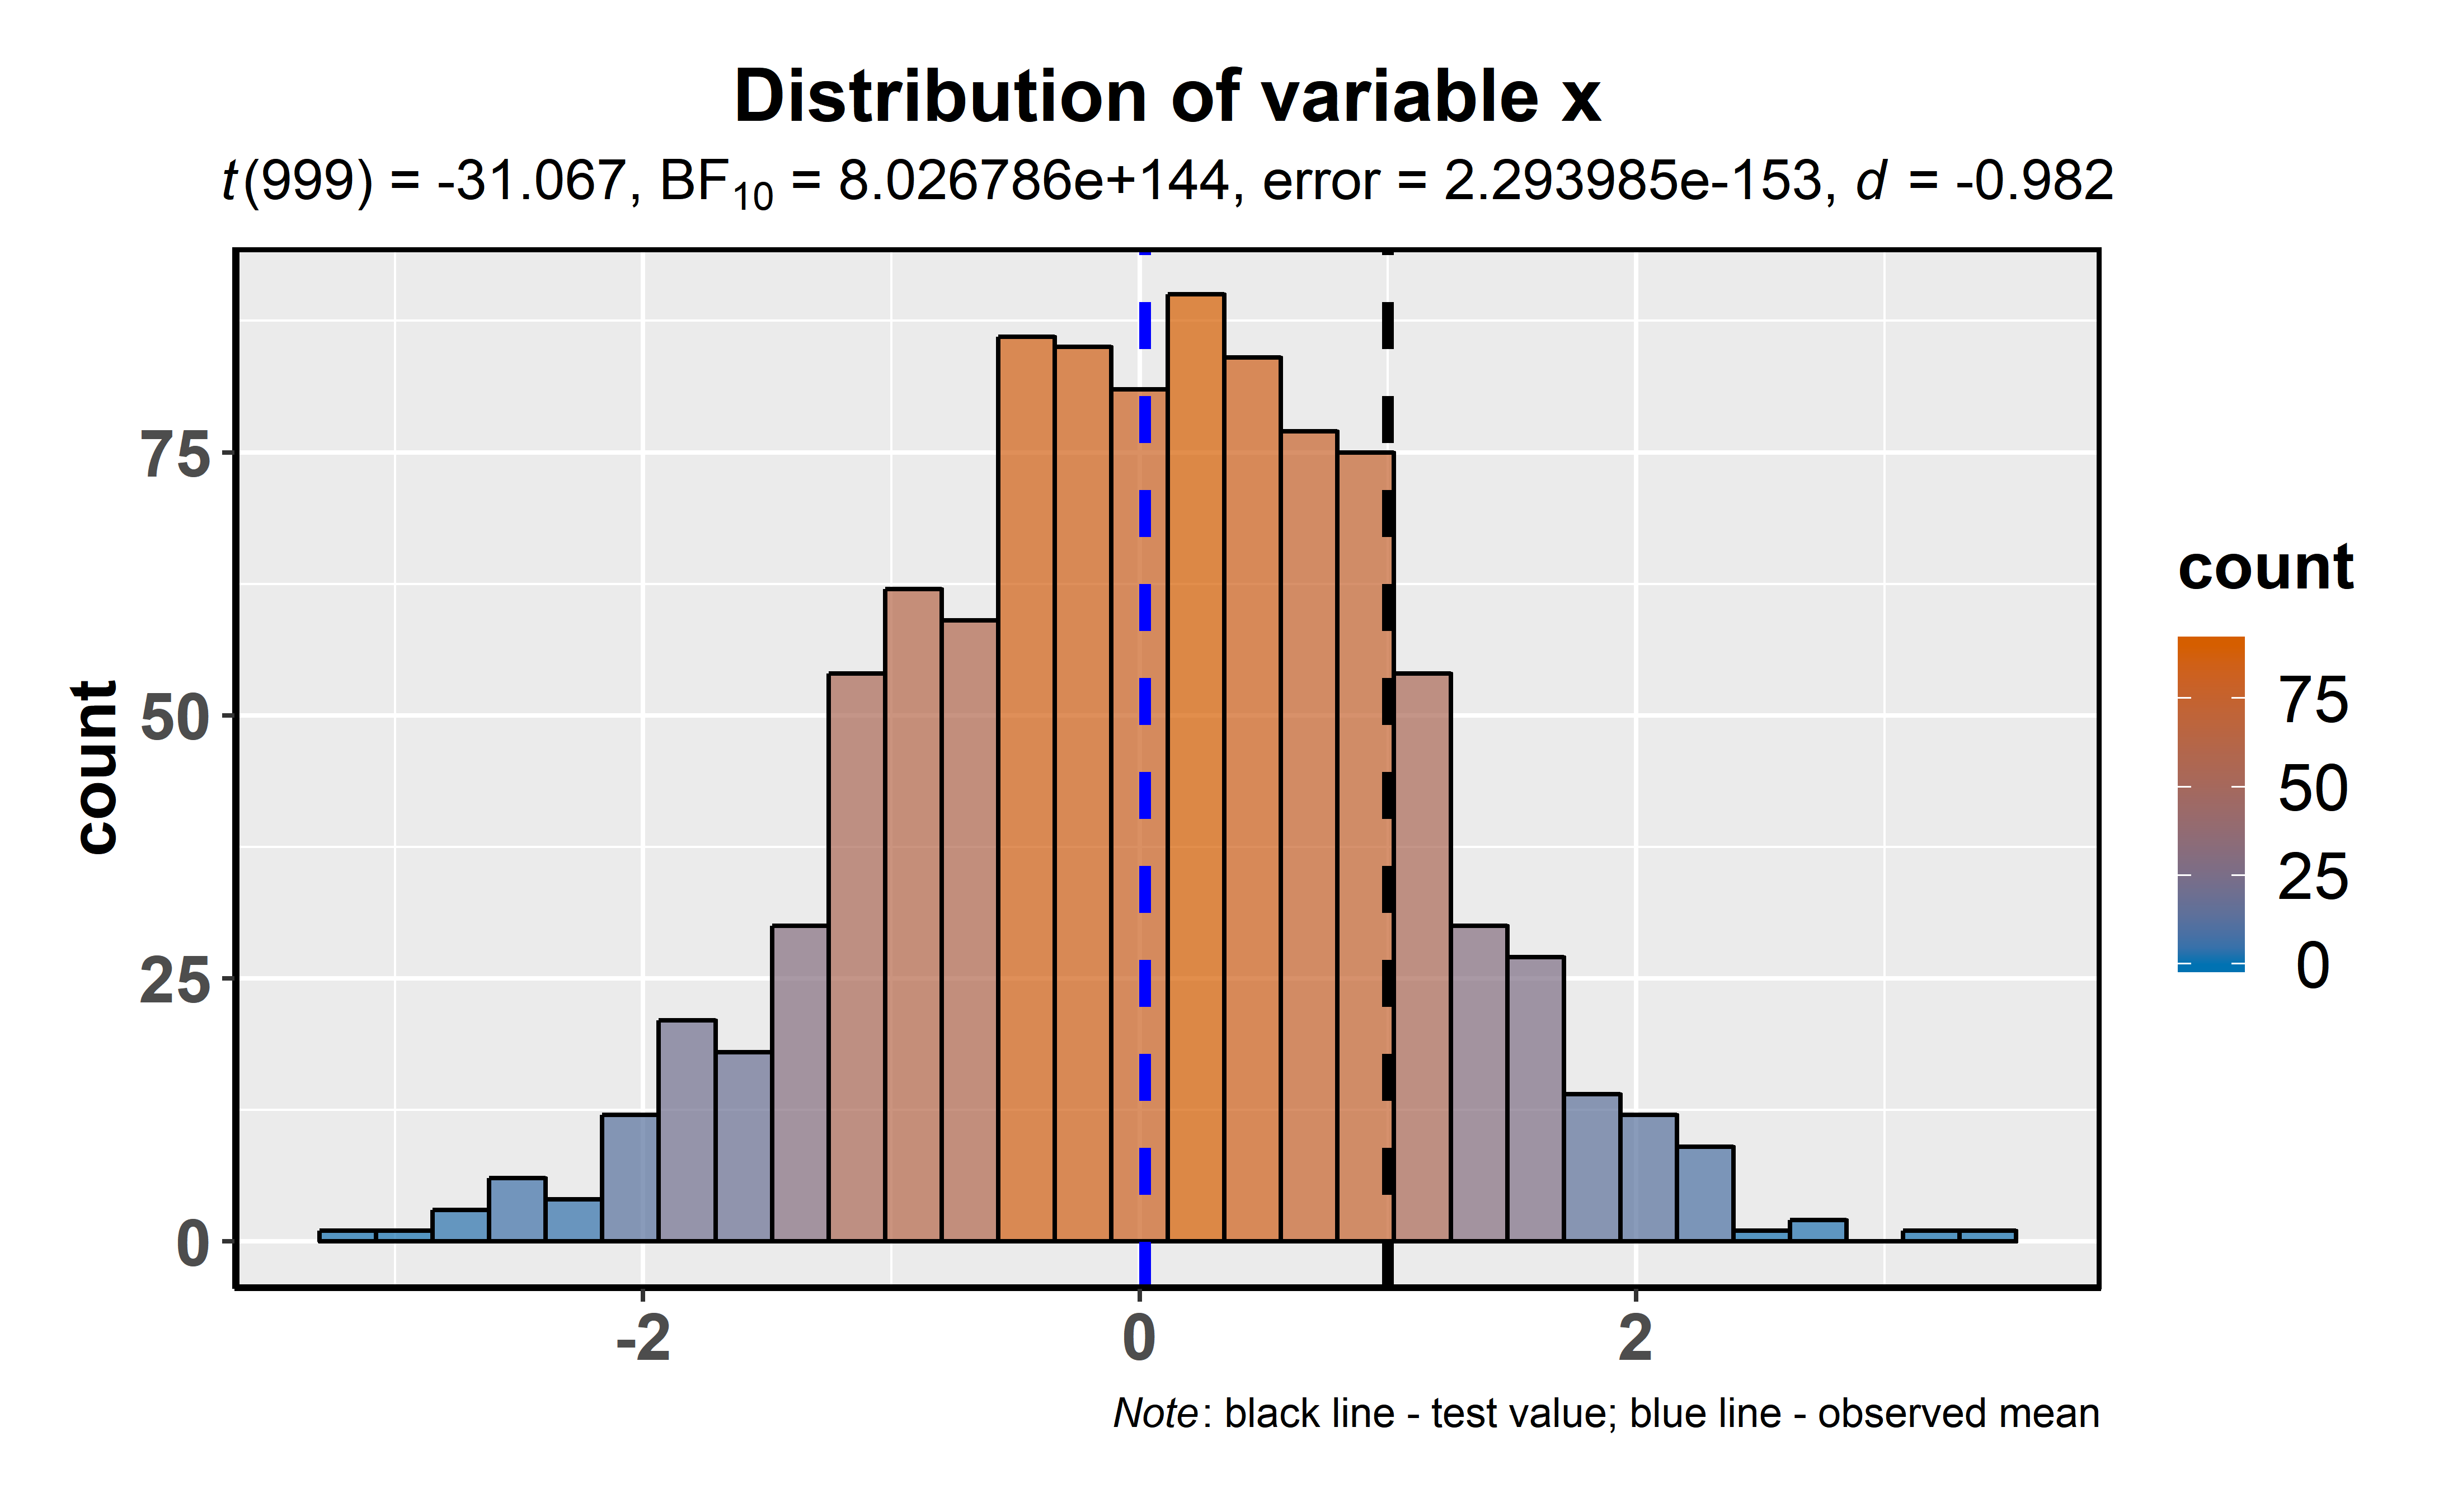 Distribution of variable x
t(999) = -31.067, BF10 = 8.026786e+144, error = 2.293985e-153, d = -0.982
count
75
50
25
0
-2 0 2
count
75
50
25
0
Note: black line - test value; blue line - observed mean